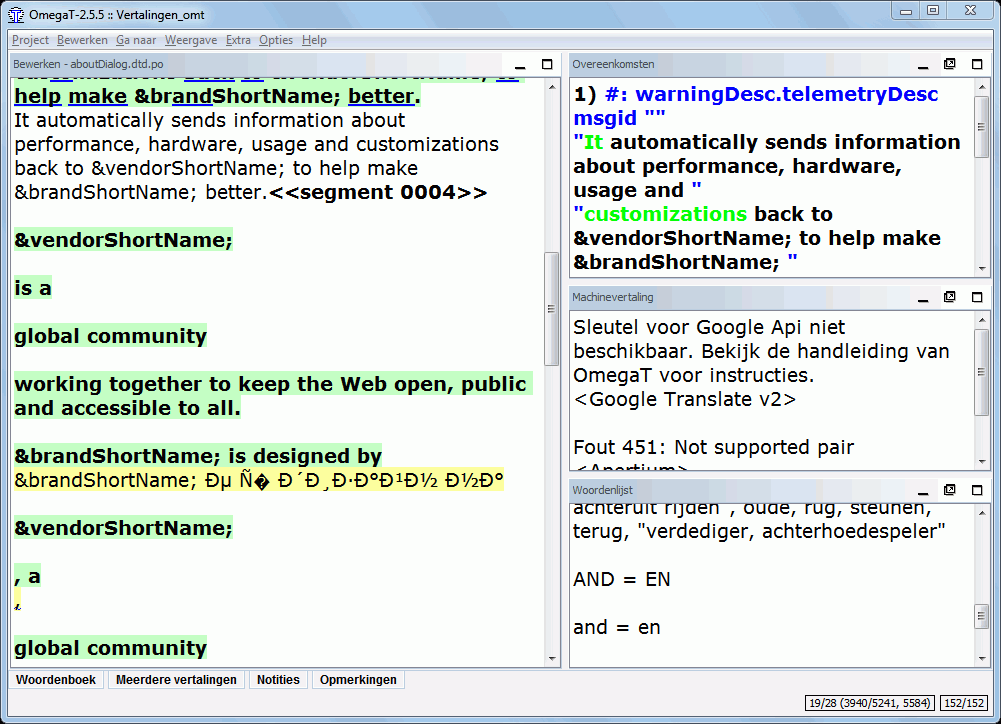 OmegaT-2.5.5 :: Vertalingen_omt
Project Bewerken Ga naar Weergave Extra Opties Help
Bewerken - aboutDialog.dtd.po
help make &brandShortName; better.
It automatically sends information about
performance, hardware, usage and customizations
back to &vendorShortName; to help make
&brandShortName; better.<<segment 0004>>
&vendorShortName;
is a
global community
working together to keep the Web open, public
and accessible to all.
&brandShortName; is designed by
&brandShortName; Ðµ Ñ� Ð´Ð¸Ð·Ð°Ð¹Ð½ Ð½Ð°
&vendorShortName;
, a
,
global community
Overeenkomsten
1) #: warningDesc.telemetryDesc
msgid ""
"It automatically sends information
about performance, hardware,
usage and "
"customizations back to
&vendorShortName; to help make
&brandShortName; "
Machinevertaling
Sleutel voor Google Api niet
beschikbaar. Bekijk de handleiding van
OmegaT voor instructies.
<Google Translate v2>
Fout 451: Not supported pair
<Apertium>
Woordenlijst
achteruit rijden , oude, rug, steunen,
terug, "verdediger, achterhoedespeler"
AND = EN
and = en
Woordenboek Meerdere vertalingen Notities Opmerkingen
19/28 (3940/5241, 5584) 152/152